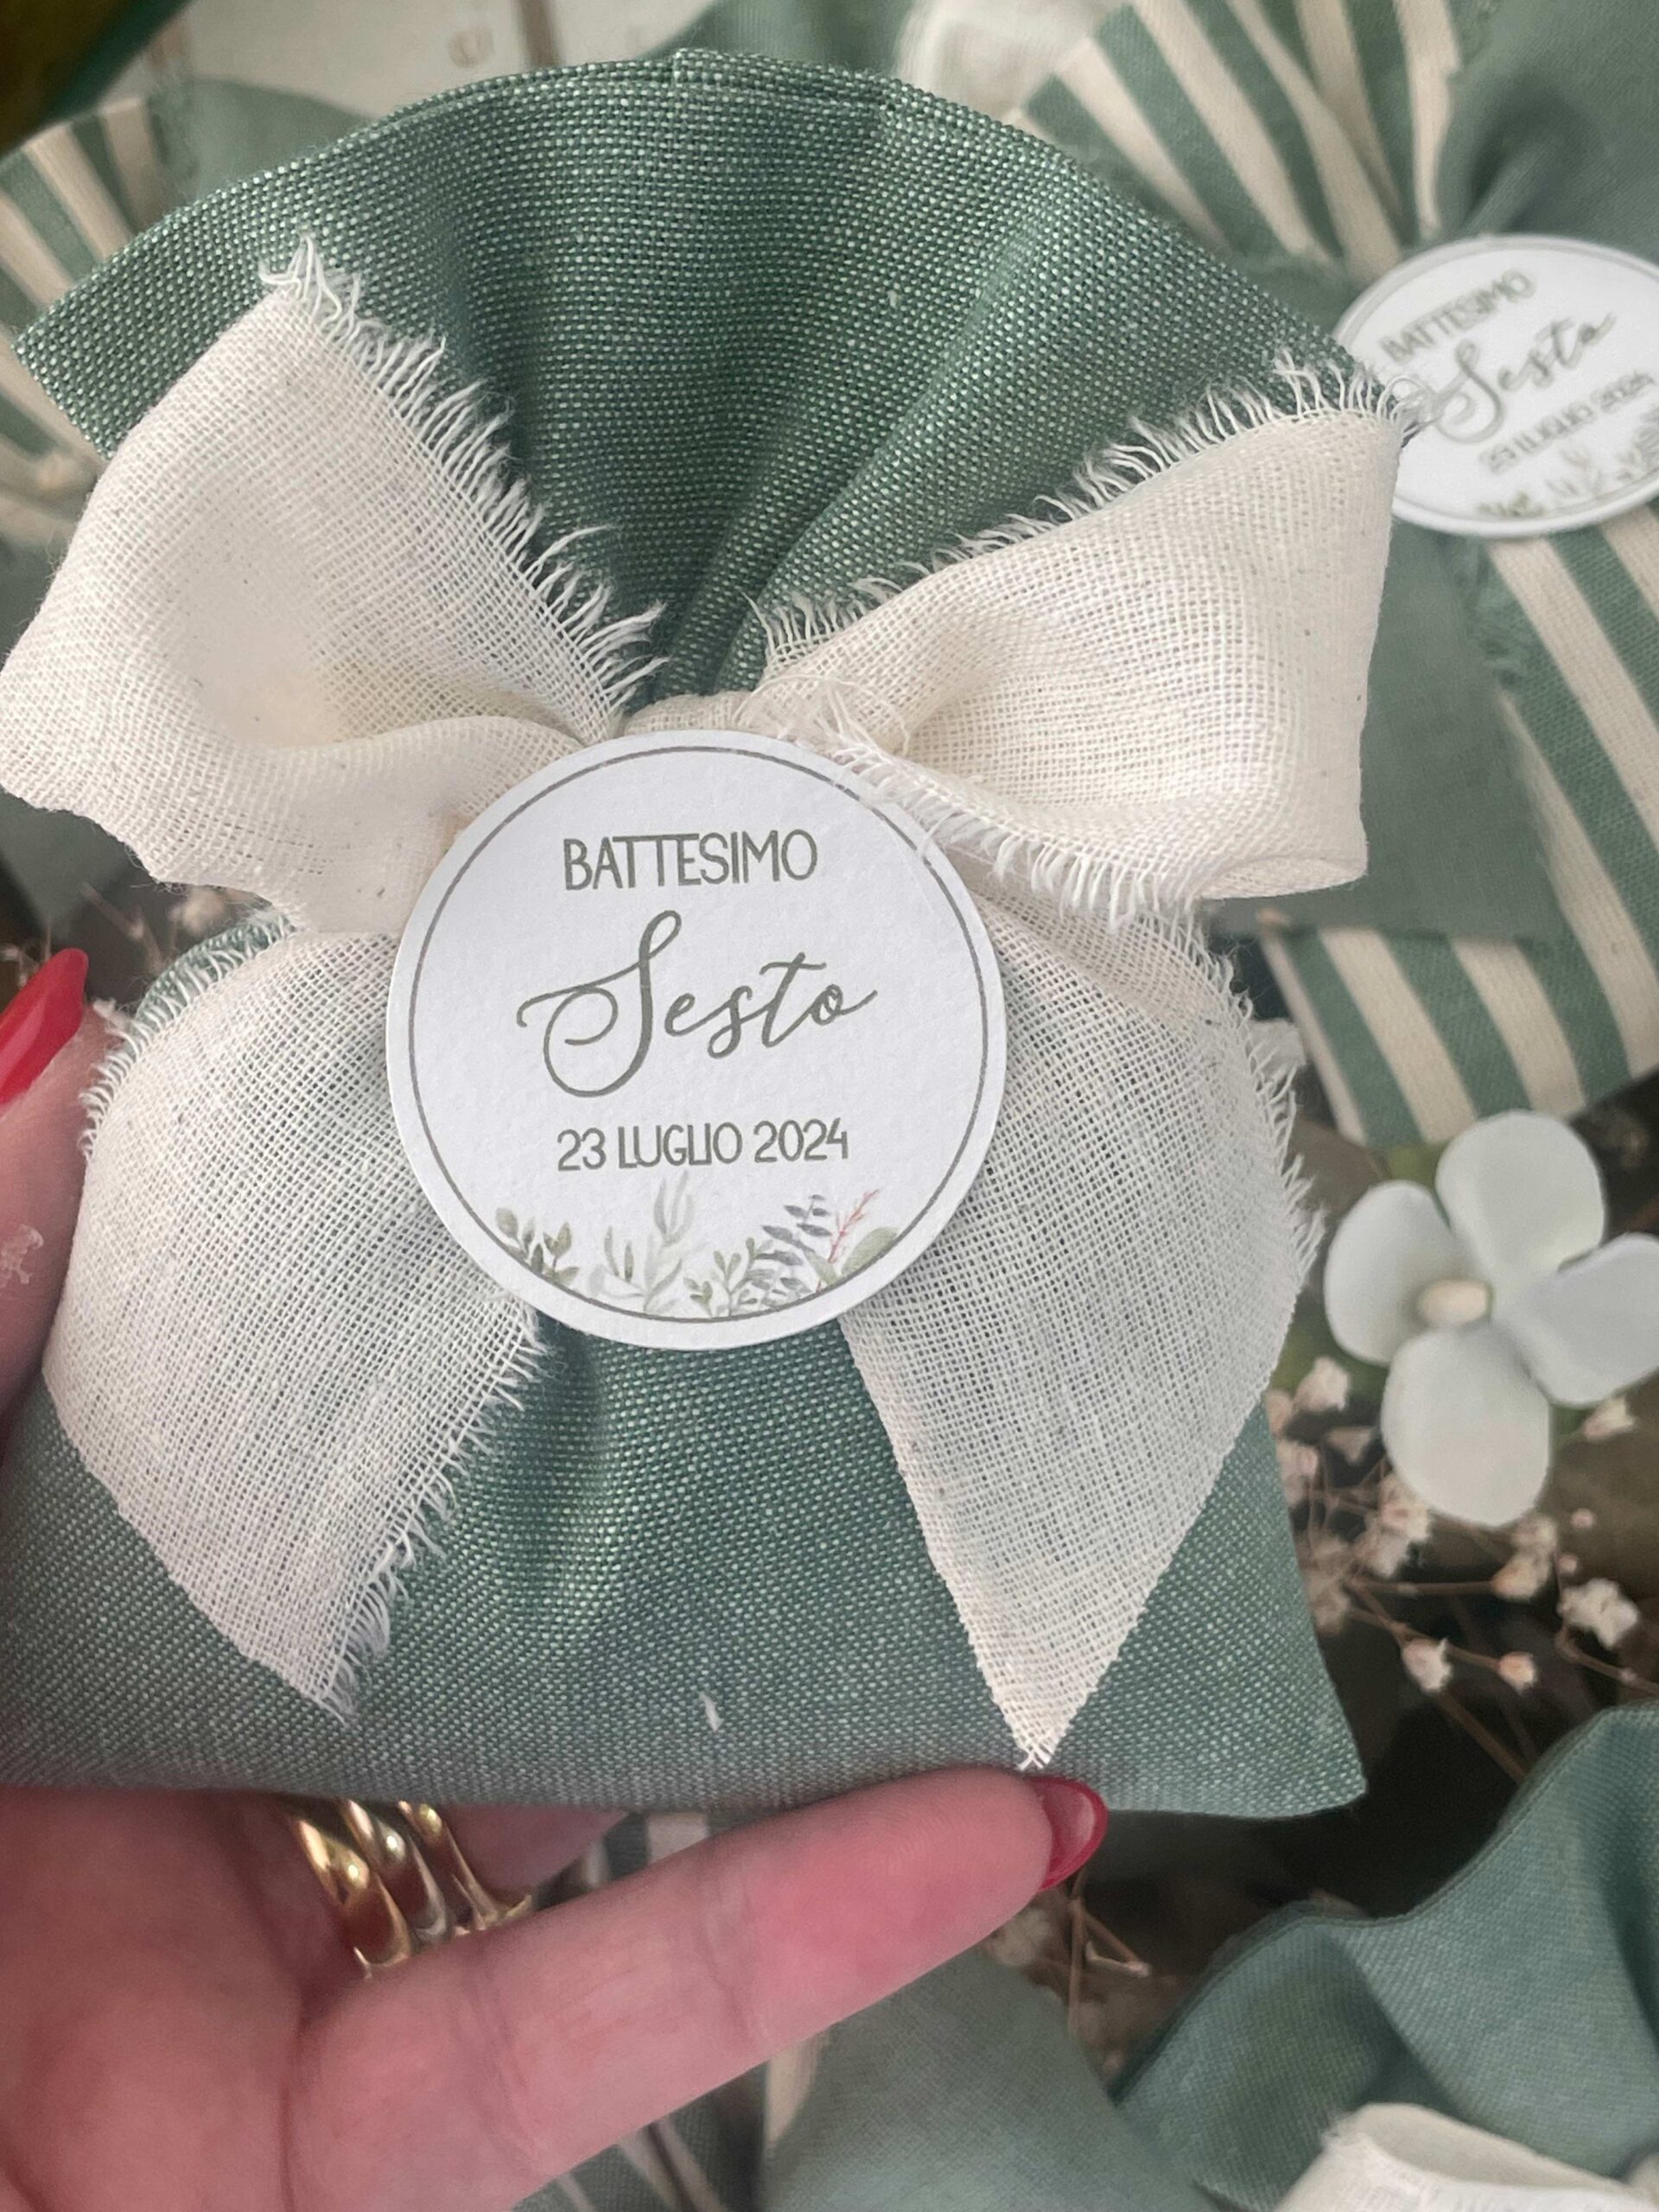 BATTESIMO
Sesto
23 LUGLIO 2024
BATTESIMO
Sesto
23 LUGLIO 2024